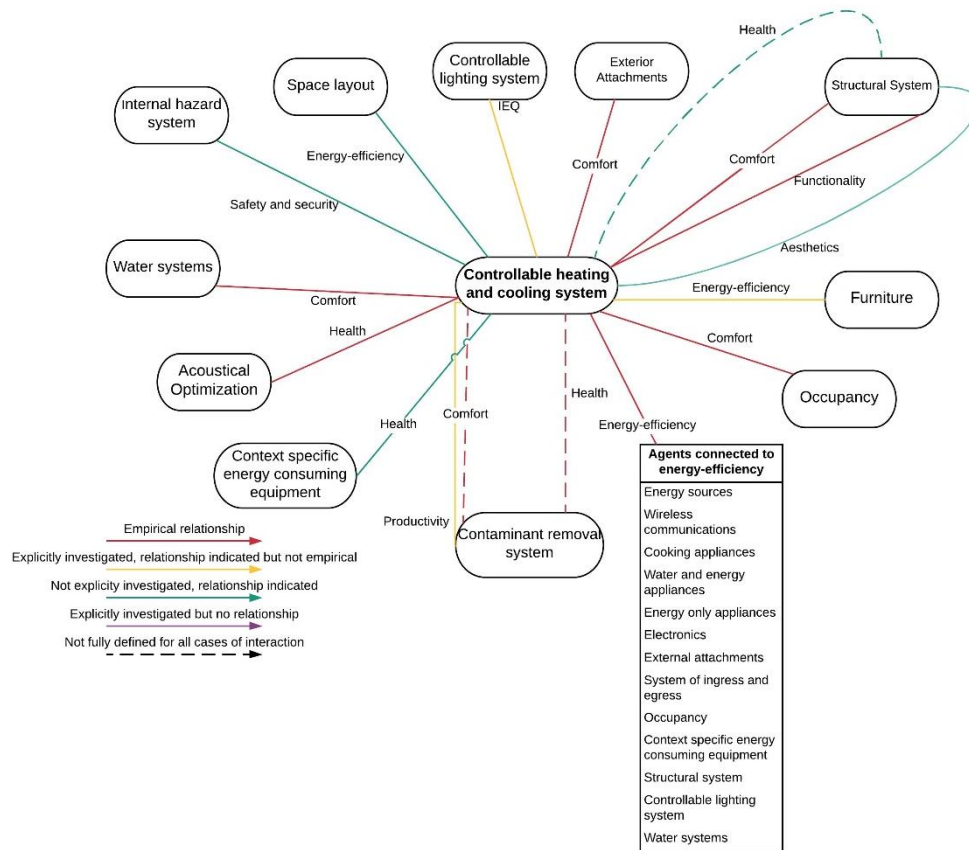 Health
Controllable
lighting system
Exterior
Attachments
Space layout
Structural System
Internal hazard
system
IEQ
Energy-efficiency
Comfort
Comfort
Functionality
Safety and security
Aesthetics
Water systems
Controllable heating
and cooling system
Energy-efficiency
Furniture
Comfort
Health
Comfort
Acoustical
Optimization
Occupancy
Health
Comfort
Health
Energy-efficiency
Context specific
energy consuming
equipment
Productivity
Contaminant removal
system
Agents connected to
energy-efficiency
Energy sources
Wireless
communications
Cooking appliances
Water and energy
appliances
Energy only appliances
Electronics
External attachments
System of ingress and
egress
Occupancy
Context specific energy
consuming equipment
Structural system
Controllable lighting
system
Water systems
Empirical relationship
Explicitly investigated, relationship indicated but not empirical
Not explicity investigated, relationship indicated
Explicitly investigated but no relationship
Not fully defined for all cases of interaction